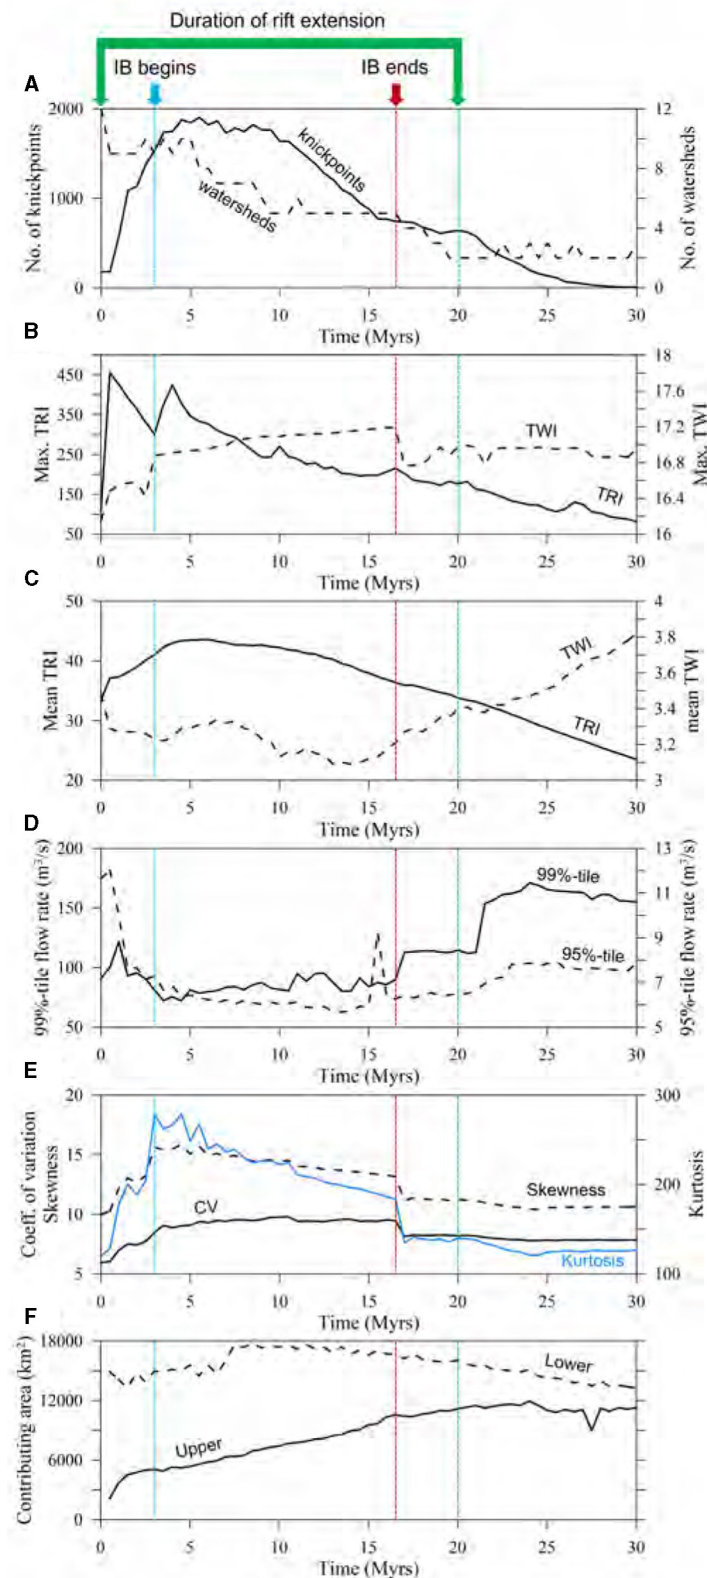 Duration of rift extension
IB begins
IB ends
A
2000
1000
0
No. of knickpoints
knickpoints
watersheds
12
8
4
0
No. of watersheds
0 5 10 15 20 25 30
Time (Myrs)
B
450
350
250
150
50
Max. TRI
TWI
TRI
18
17.6
17.2
16.8
16.4
16
Max. TWI
0 5 10 15 20 25 30
Time (Myrs)
C
50
40
30
20
Mean TRI
TWI
TRI
4
3.8
3.6
3.4
3.2
3
mean TWI
0 5 10 15 20 25 30
Time (Myrs)
D
200
150
100
50
99%-tile flow rate (m³/s)
99%-tile
95%-tile
13
11
9
7
5
95%-tile flow rate (m³/s)
0 5 10 15 20 25 30
Time (Myrs)
E
20
15
10
5
Coeff. of variation
Skewness
CV
Skewness
Kurtosis
300
200
100
Kurtosis
0 5 10 15 20 25 30
Time (Myrs)
F
18000
12000
6000
0
Contributing area (km²)
Lower
Upper
0 5 10 15 20 25 30
Time (Myrs)